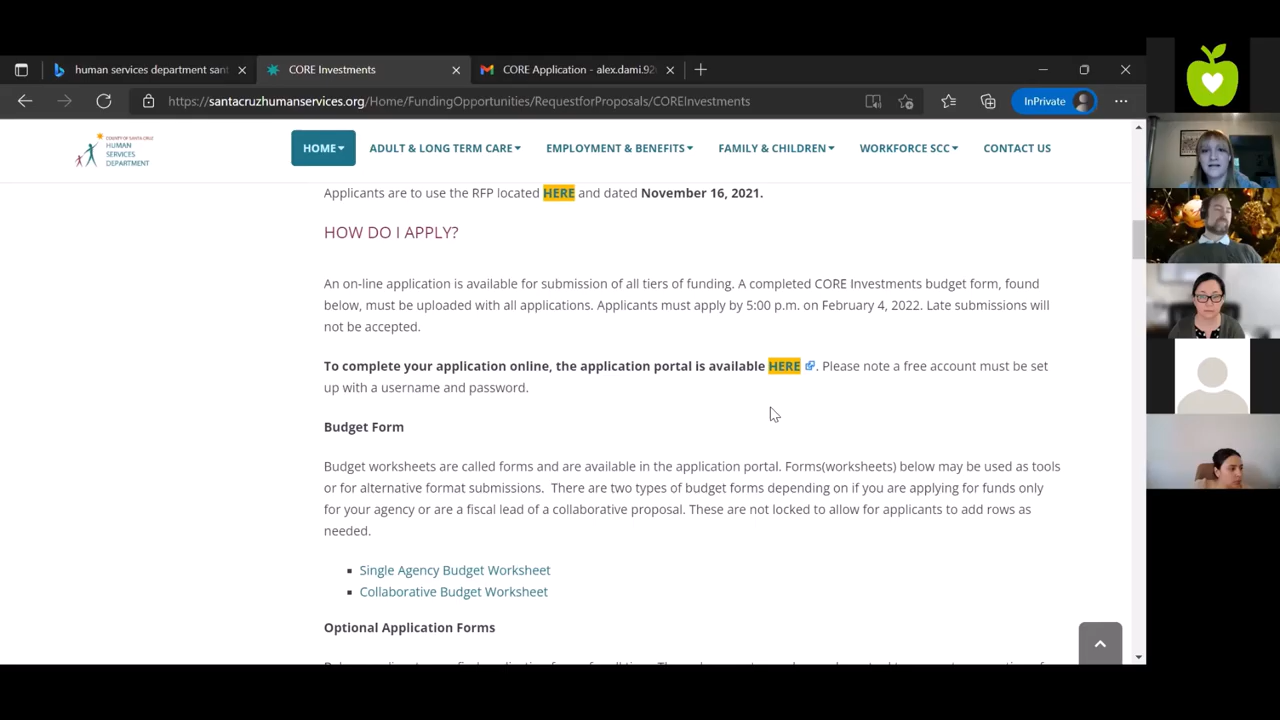 human services department sant
CORE Investments
CORE Application - alex.dami.92
https://santacruzhumanservices.org/Home/FundingOpportunities/RequestforProposals/COREInvestments
InPrivate
COUNTY OF SANTA CRUZ
HUMAN
SERVICES
DEPARTMENT
HOME
ADULT & LONG TERM CARE
EMPLOYMENT & BENEFITS
FAMILY & CHILDREN
WORKFORCE SCC
CONTACT US
Applicants are to use the RFP located HERE and dated November 16, 2021.
HOW DO I APPLY?
An on-line application is available for submission of all tiers of funding. A completed CORE Investments budget form, found
below, must be uploaded with all applications. Applicants must apply by 5:00 p.m. on February 4, 2022. Late submissions will
not be accepted.
To complete your application online, the application portal is available HERE . Please note a free account must be set
up with a username and password.
Budget Form
Budget worksheets are called forms and are available in the application portal. Forms(worksheets) below may be used as tools
or for alternative format submissions. There are two types of budget forms depending on if you are applying for funds only
for your agency or are a fiscal lead of a collaborative proposal. These are not locked to allow for applicants to add rows as
needed.
Single Agency Budget Worksheet
Collaborative Budget Worksheet
Optional Application Forms